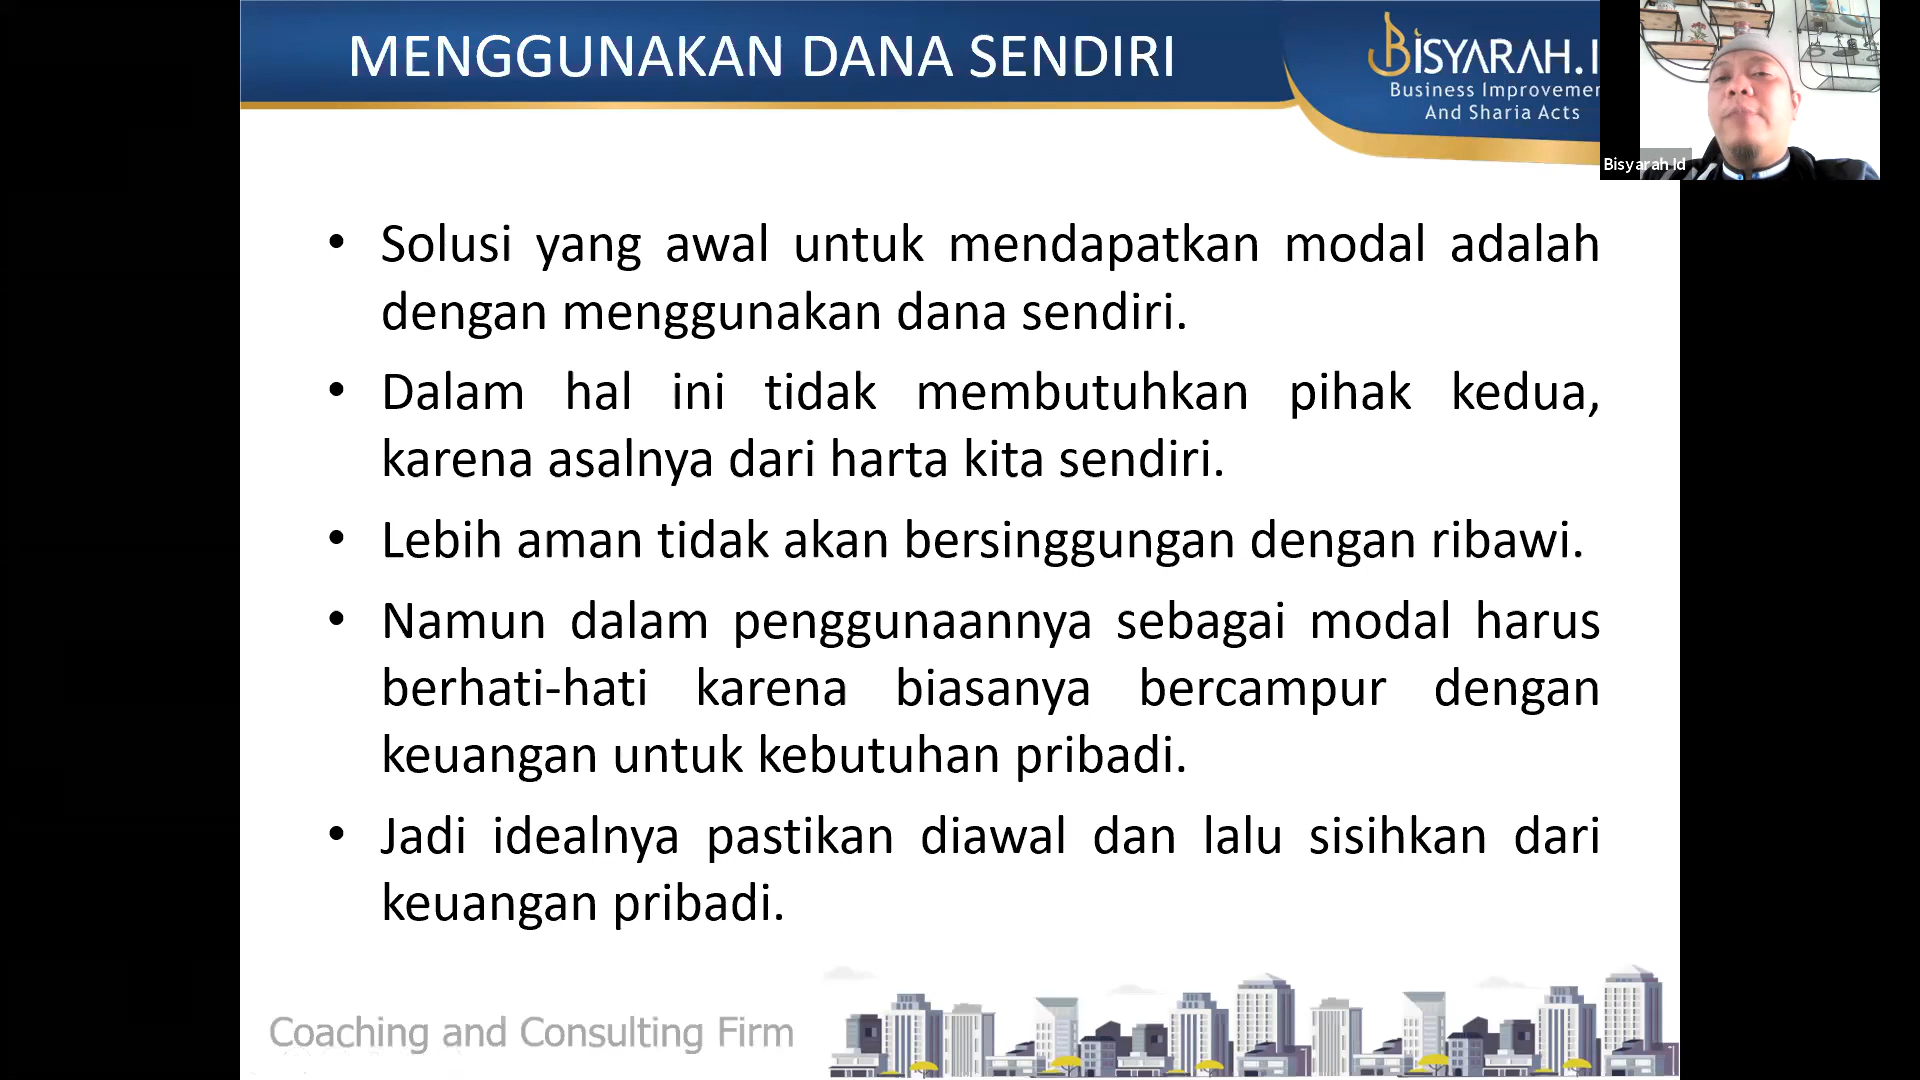 MENGGUNAKAN DANA SENDIRI
BISYARAH.I
Business Improvemen
And Sharia Acts
Bisyarah Id
• Solusi yang awal untuk mendapatkan modal adalah
dengan menggunakan dana sendiri.
• Dalam hal ini tidak membutuhkan pihak kedua,
karena asalnya dari harta kita sendiri.
• Lebih aman tidak akan bersinggungan dengan ribawi.
• Namun dalam penggunaannya sebagai modal harus
berhati-hati karena biasanya bercampur dengan
keuangan untuk kebutuhan pribadi.
• Jadi idealnya pastikan diawal dan lalu sisihkan dari
keuangan pribadi.
Coaching and Consulting Firm